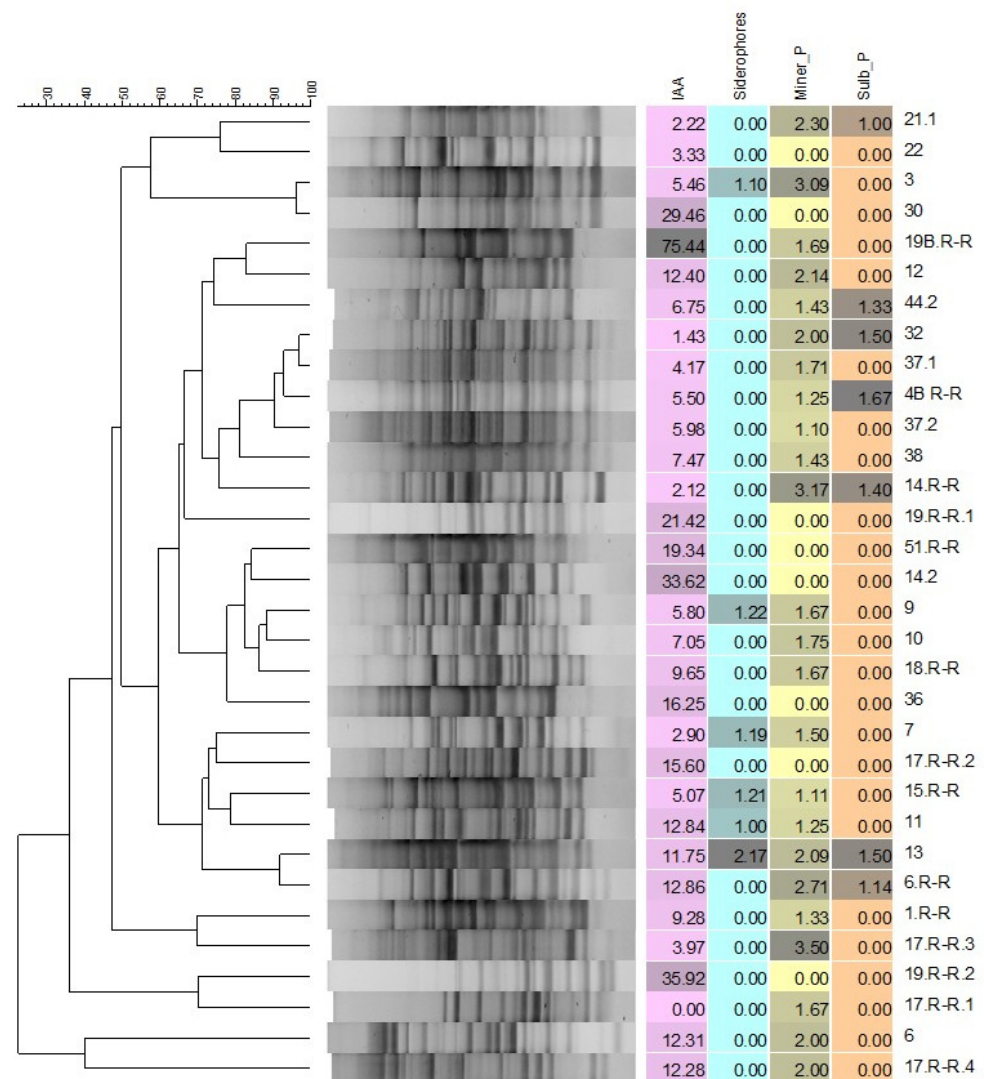 30 40 50 60 70 80 90 100
IAA Siderophores Miner_P Sulb_P
2.22 0.00 2.30 1.00 21.1
3.33 0.00 0.00 0.00 22
5.46 1.10 3.09 0.00 3
29.46 0.00 0.00 0.00 30
75.44 0.00 1.69 0.00 19B.R-R
12.40 0.00 2.14 0.00 12
6.75 0.00 1.43 1.33 44.2
1.43 0.00 2.00 1.50 32
4.17 0.00 1.71 0.00 37.1
5.50 0.00 1.25 1.67 4B R-R
5.98 0.00 1.10 0.00 37.2
7.47 0.00 1.43 0.00 38
2.12 0.00 3.17 1.40 14.R-R
21.42 0.00 0.00 0.00 19.R-R.1
19.34 0.00 0.00 0.00 51.R-R
33.62 0.00 0.00 0.00 14.2
5.80 1.22 1.67 0.00 9
7.05 0.00 1.75 0.00 10
9.65 0.00 1.67 0.00 18.R-R
16.25 0.00 0.00 0.00 36
2.90 1.19 1.50 0.00 7
15.60 0.00 0.00 0.00 17.R-R.2
5.07 1.21 1.11 0.00 15.R-R
12.84 1.00 1.25 0.00 11
11.75 2.17 2.09 1.50 13
12.86 0.00 2.71 1.14 6.R-R
9.28 0.00 1.33 0.00 1.R-R
3.97 0.00 3.50 0.00 17.R-R.3
35.92 0.00 0.00 0.00 19.R-R.2
0.00 0.00 1.67 0.00 17.R-R.1
12.31 0.00 2.00 0.00 6
12.28 0.00 2.00 0.00 17.R-R.4